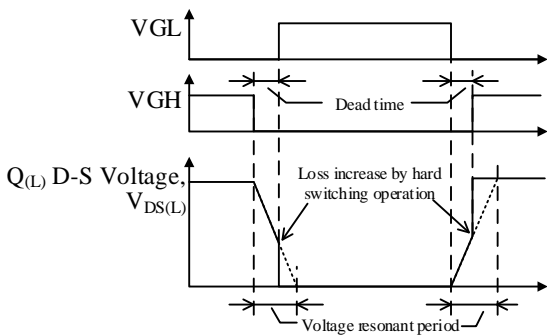 VGL
VGH
Dead time
Q(L) D-S Voltage,
VDS(L)
Loss increase by hard
switching operation
Voltage resonant period